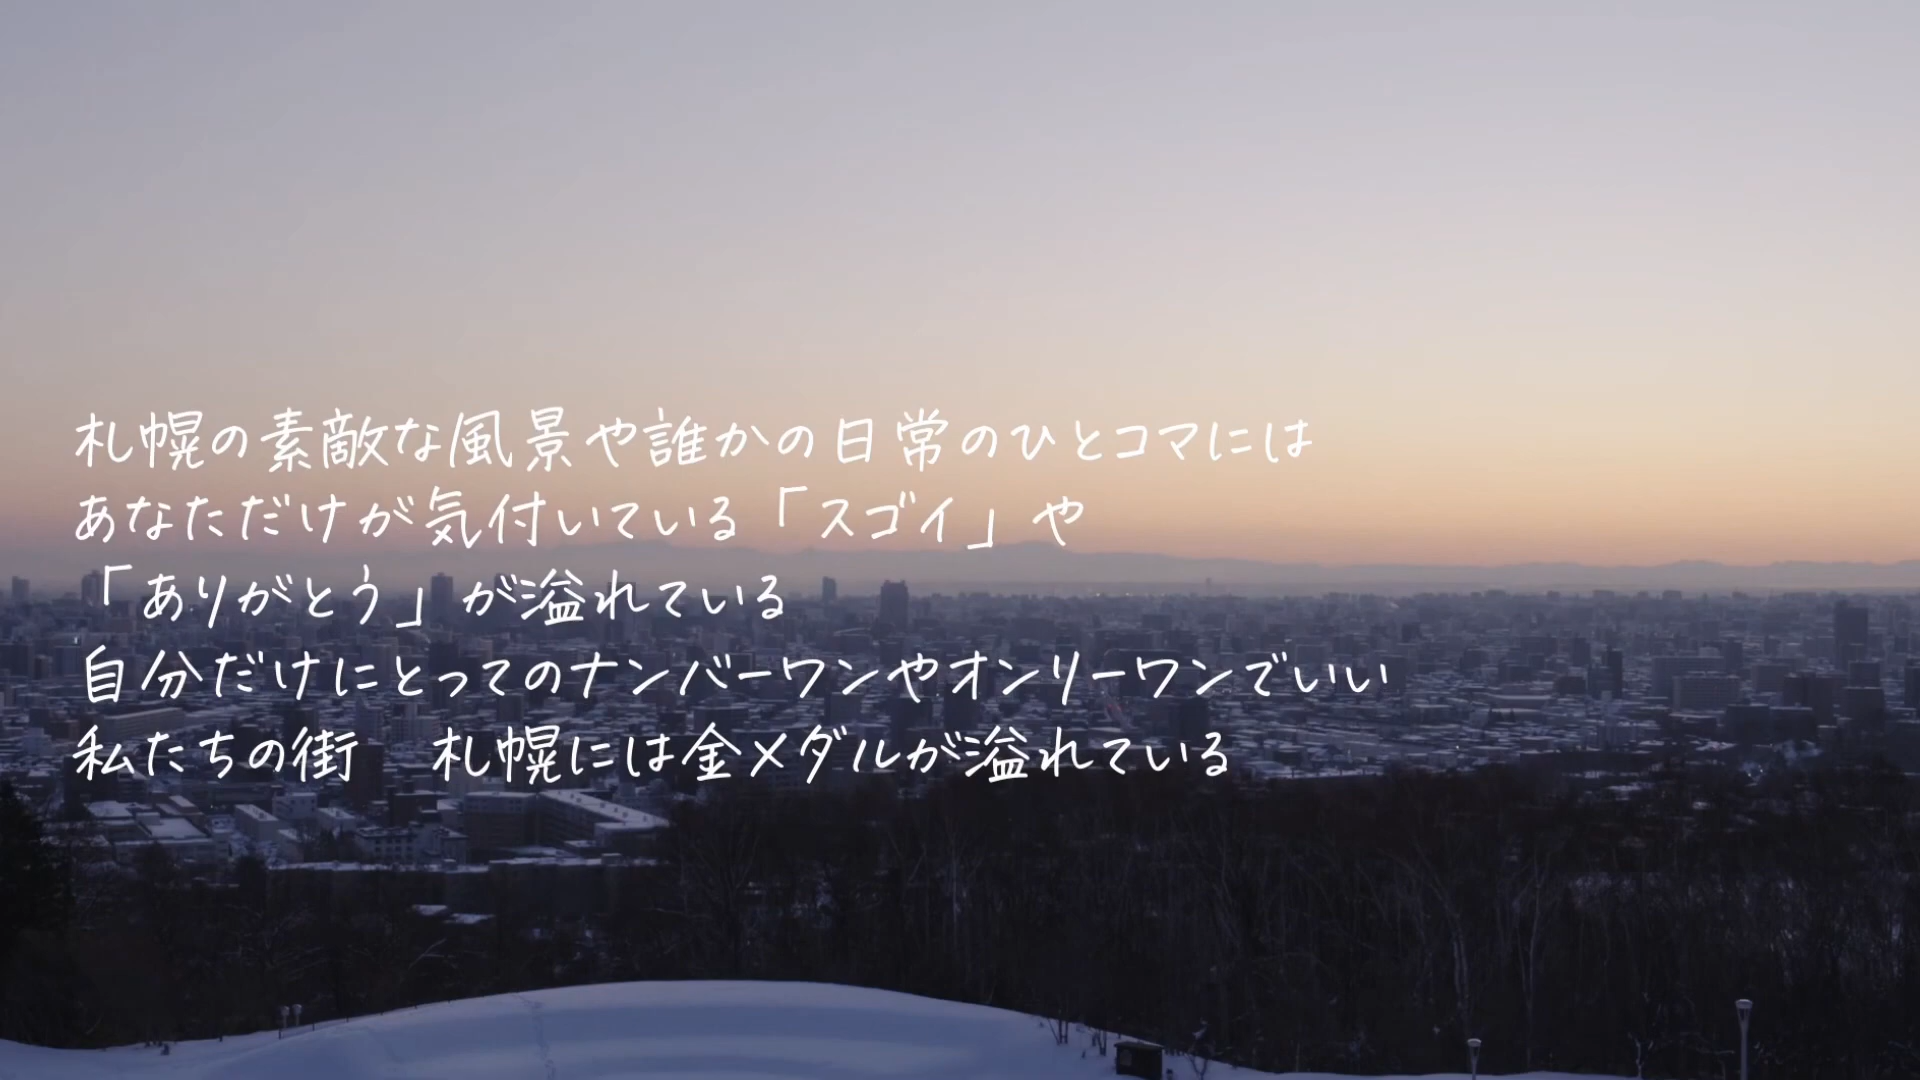 札幌の素敵な風景や誰かの日常のひとコマには
あなただけが気付いている「スゴイ」や
「ありがとう」が溢れている
自分だけにとってのナンバーワンやオンリーワンでいい
私たちの街　札幌には金メダルが溢れている